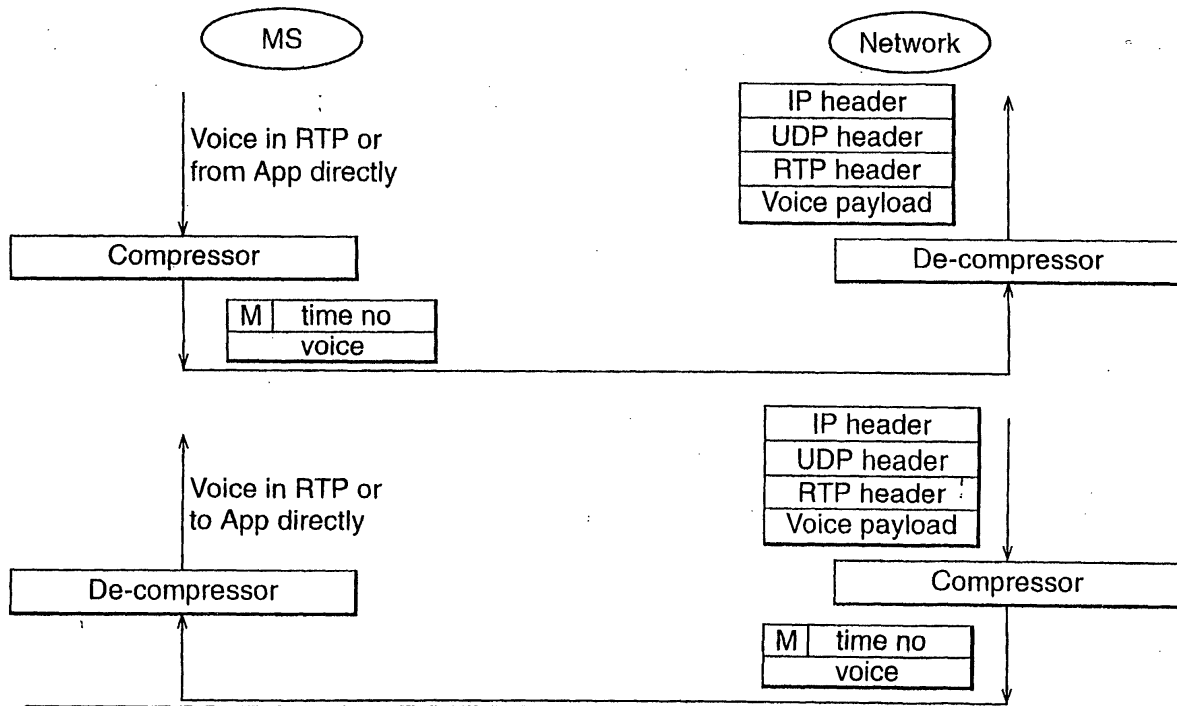 MS
Network
Voice in RTP or
from App directly
IP header
UDP header
RTP header
Voice payload
Compressor
De-compressor
M time no
voice
Voice in RTP or
to App directly
IP header
UDP header
RTP header
Voice payload
De-compressor
Compressor
M time no
voice